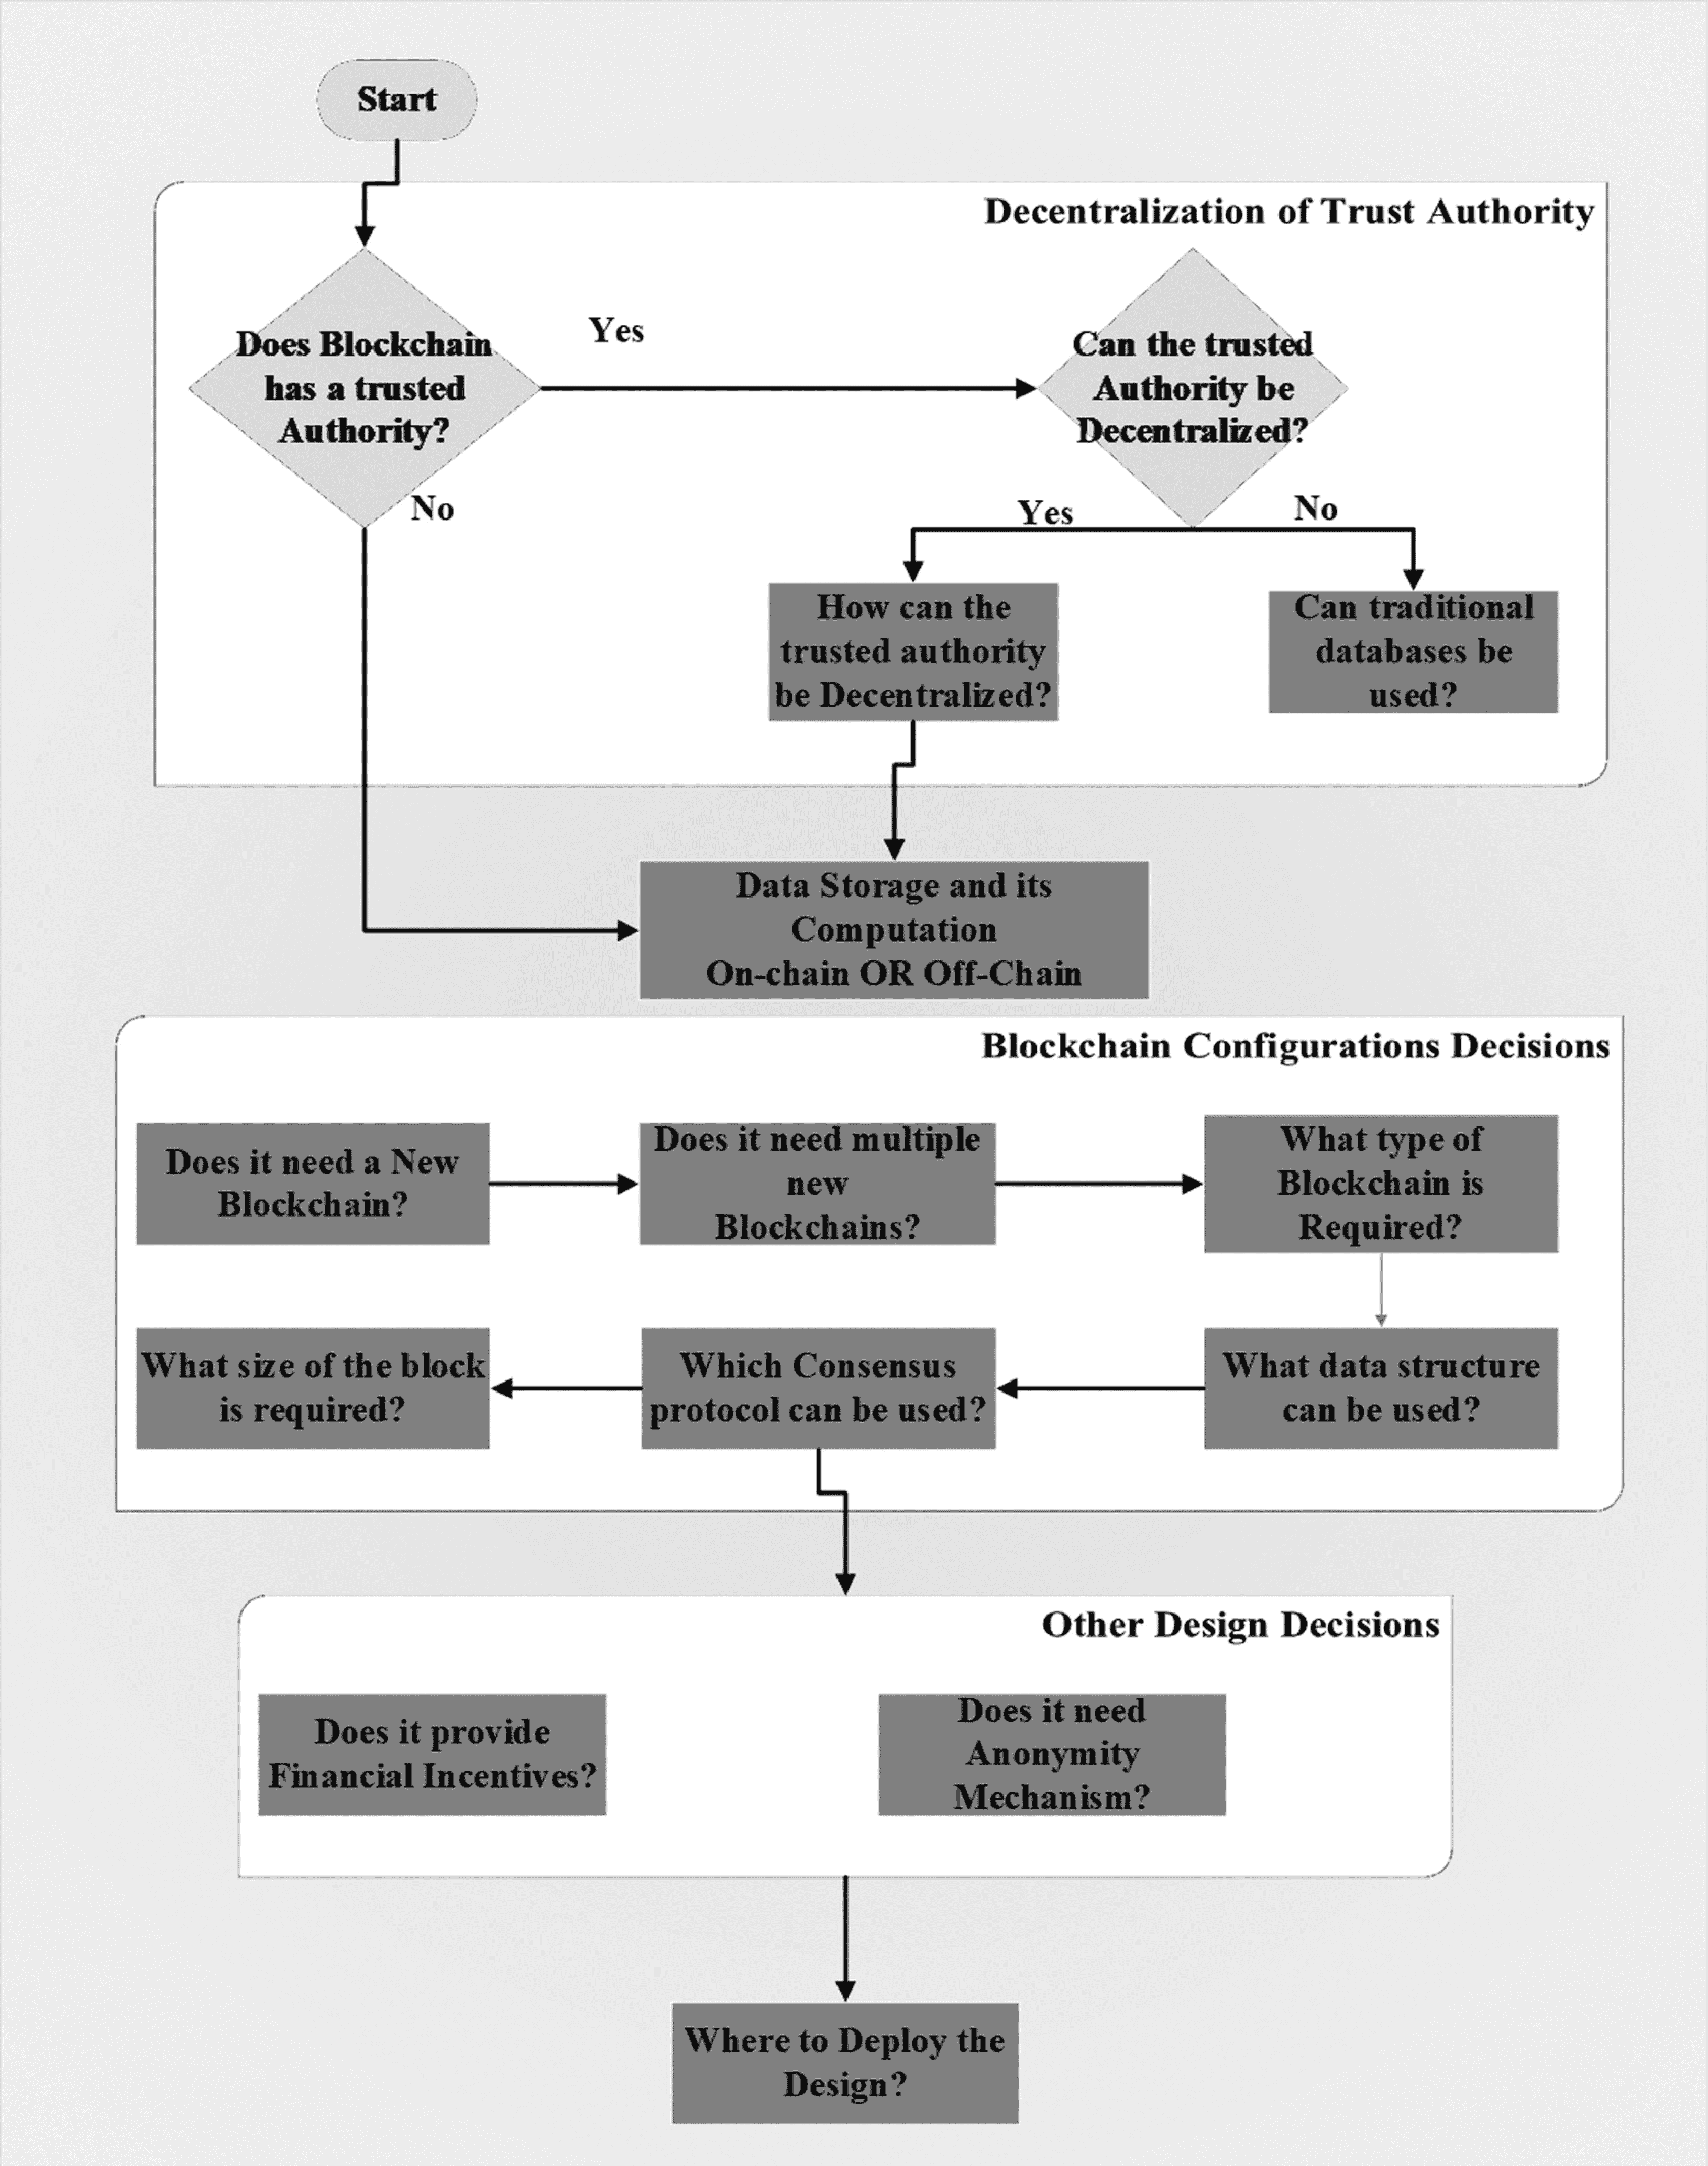 Start
Decentralization of Trust Authority
Does Blockchain
has a trusted
Authority?
Yes
Can the trusted
Authority be
Decentralized?
No
Yes
No
How can the
trusted authority
be Decentralized?
Can traditional
databases be
used?
Data Storage and its
Computation
On-chain OR Off-Chain
Blockchain Configurations Decisions
Does it need a New
Blockchain?
Does it need multiple
new
Blockchains?
What type of
Blockchain is
Required?
What size of the block
is required?
Which Consensus
protocol can be used?
What data structure
can be used?
Other Design Decisions
Does it provide
Financial Incentives?
Does it need
Anonymity
Mechanism?
Where to Deploy the
Design?